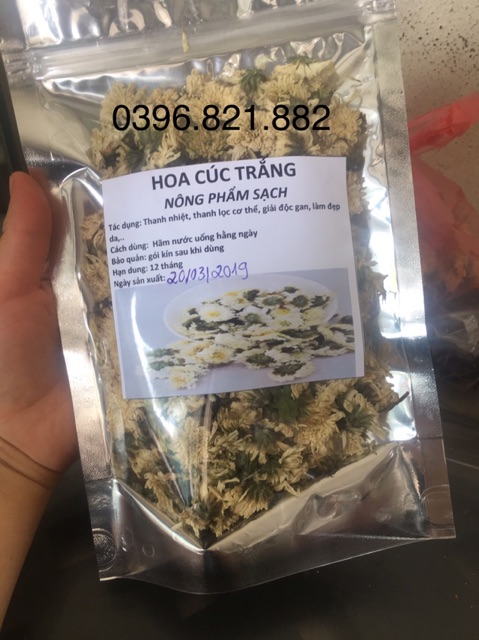 0396.821.882
HOA CÚC TRẮNG
NÔNG PHẨM SẠCH
Tác dụng: Thanh nhiệt, thanh lọc cơ thể, giải độc gan, làm đẹp
da,..
Cách dùng: Hãm nước uống hằng ngày
Bảo quản: gói kín sau khi dùng
Hạn dung: 12 tháng
Ngày sản xuất: 20/03/2019